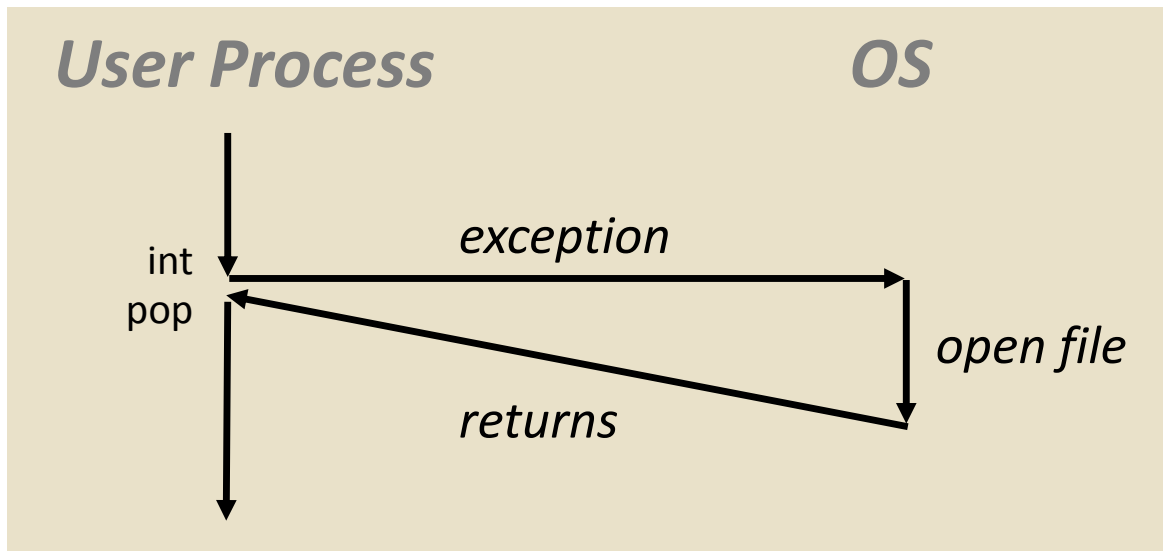 User Process
OS
exception
int
pop
open file
returns